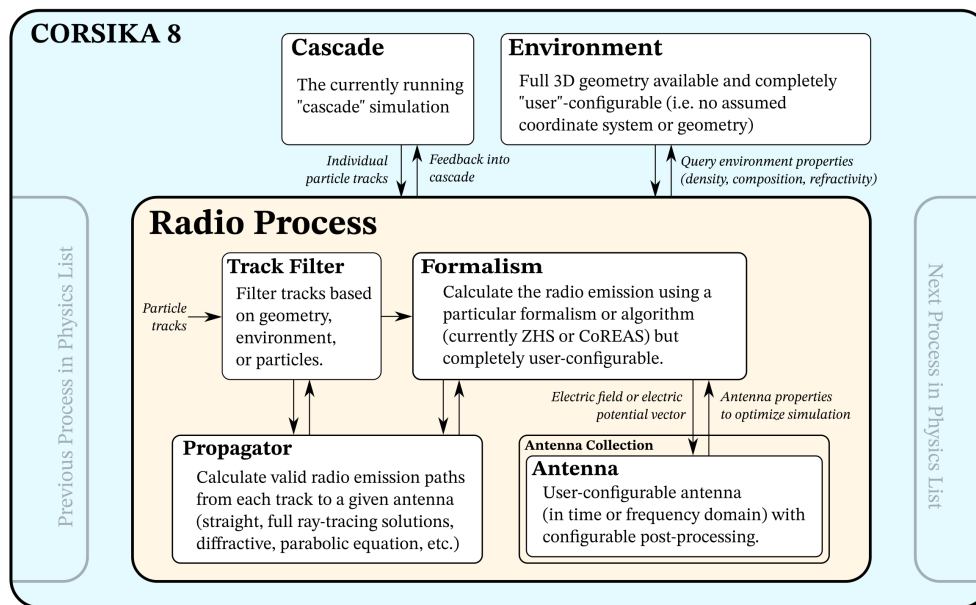 CORSIKA 8
Cascade
The currently running
"cascade" simulation
Environment
Full 3D geometry available and completely
"user"-configurable (i.e. no assumed
coordinate system or geometry)
Individual
particle tracks
Feedback into
cascade
Query environment properties
(density, composition, refractivity)
Previous Process in Physics List
Radio Process
Particle
tracks
Track Filter
Filter tracks based
on geometry,
environment,
or particles.
Formalism
Calculate the radio emission using a
particular formalism or algorithm
(currently ZHS or CoREAS) but
completely user-configurable.
Electric field or electric
potential vector
Antenna properties
to optimize simulation
Propagator
Calculate valid radio emission paths
from each track to a given antenna
(straight, full ray-tracing solutions,
diffractive, parabolic equation, etc.)
Antenna Collection
Antenna
User-configurable antenna
(in time or frequency domain) with
configurable post-processing.
Next Process in Physics List